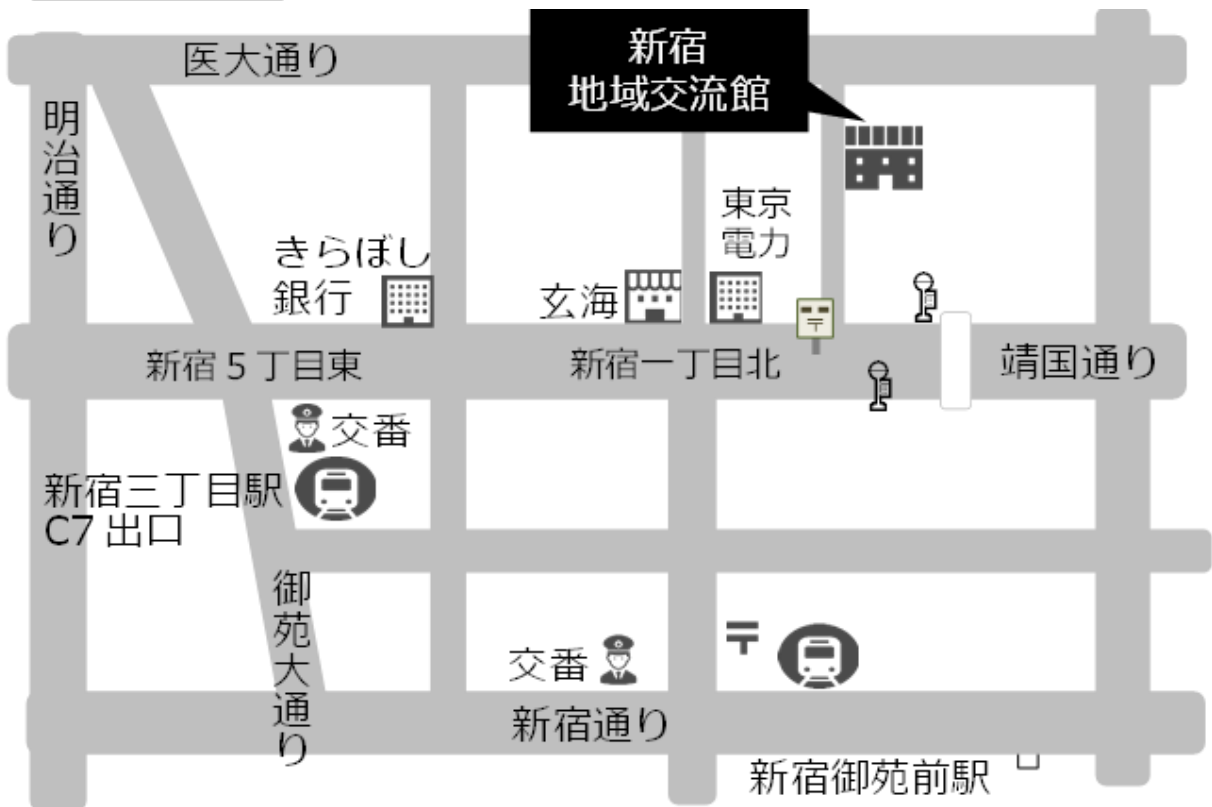 医大通り
新宿
地域交流館
明治通り
東京
電力
きらぼし
銀行
玄海
〒
新宿5丁目東
新宿一丁目北
靖国通り
交番
新宿三丁目駅
C7出口
御苑大通り
交番
〒
新宿通り
新宿御苑前駅